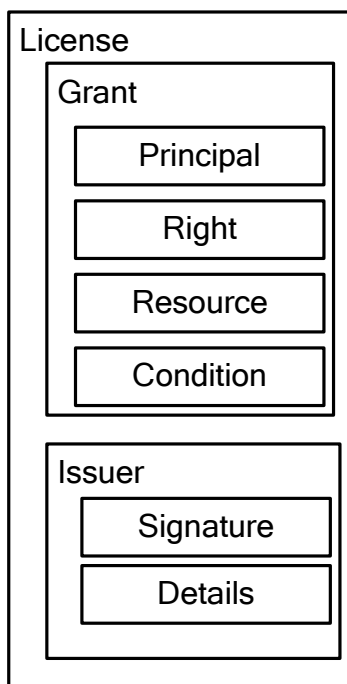 License
Grant
Principal
Right
Resource
Condition
Issuer
Signature
Details